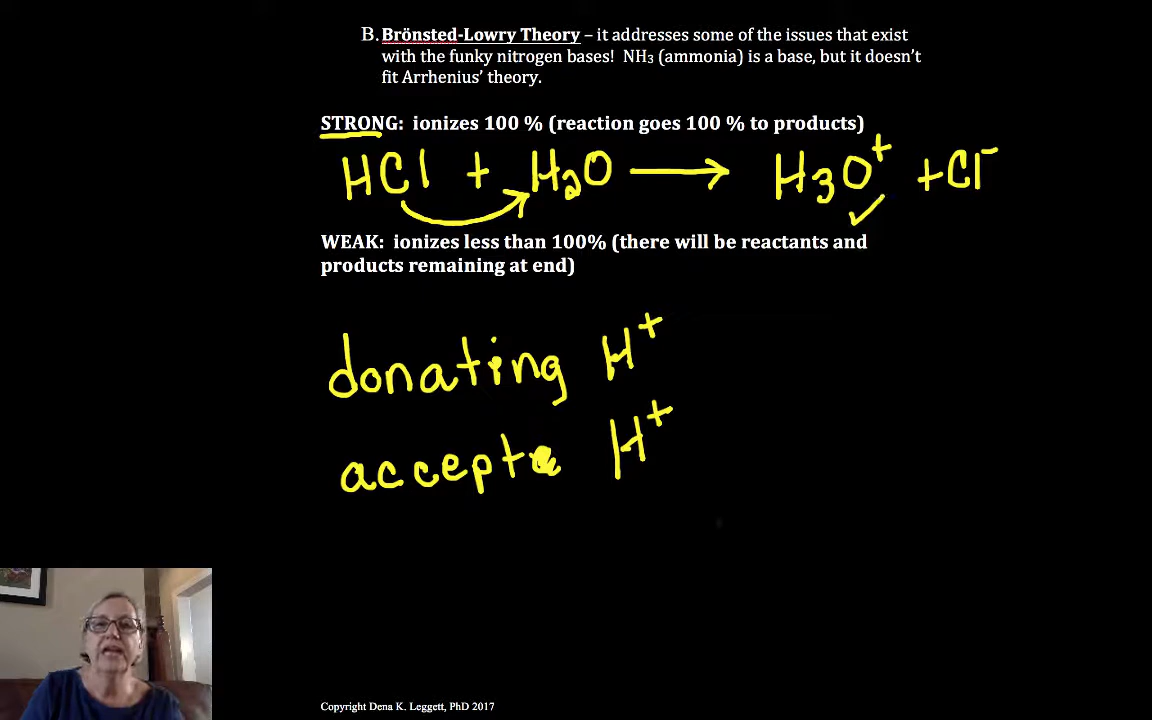 B. Brönsted-Lowry Theory – it addresses some of the issues that exist
with the funky nitrogen bases! NH₃ (ammonia) is a base, but it doesn't
fit Arrhenius' theory.
STRONG: ionizes 100 % (reaction goes 100 % to products)
HCl + H₂O ⟶ H₃O⁺ + Cl⁻
WEAK: ionizes less than 100% (there will be reactants and
products remaining at end)
donating H⁺
accept H⁺
Copyright Dena K. Leggett, PhD 2017